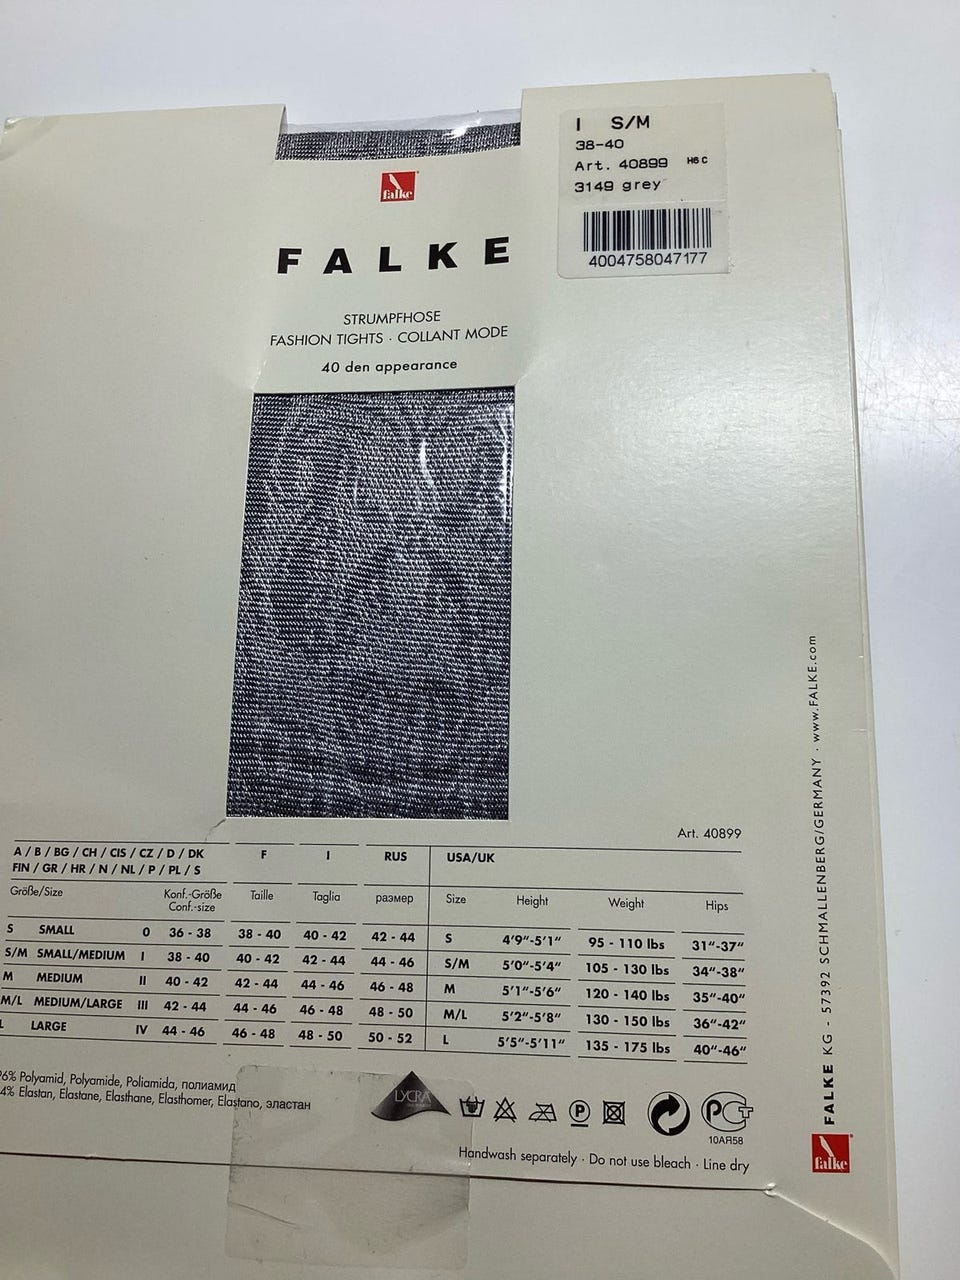 I S/M
38-40
Art. 40899 H6 C
3149 grey
4004758047177
falke
FALKE
STRUMPFHOSE
FASHION TIGHTS · COLLANT MODE
40 den appearance
Art. 40899
A / B / BG / CH / CIS / CZ / D / DK F I RUS USA/UK
FIN / GR / HR / N / NL / P / PL / S
Größe/Size Konf.-Größe Taille Taglia размер Size Height Weight Hips
Conf.-size
S SMALL 0 36 - 38 38 - 40 40 - 42 42 - 44 S 4'9"-5'1" 95 - 110 lbs 31"-37"
S/M SMALL/MEDIUM I 38 - 40 40 - 42 42 - 44 44 - 46 S/M 5'0"-5'4" 105 - 130 lbs 34"-38"
M MEDIUM II 40 - 42 42 - 44 44 - 46 46 - 48 M 5'1"-5'6" 120 - 140 lbs 35"-40"
M/L MEDIUM/LARGE III 42 - 44 44 - 46 46 - 48 48 - 50 M/L 5'2"-5'8" 130 - 150 lbs 36"-42"
L LARGE IV 44 - 46 46 - 48 48 - 50 50 - 52 L 5'5"-5'11" 135 - 175 lbs 40"-46"
96% Polyamid, Polyamide, Poliamida, полиамид
4% Elastan, Elastane, Elasthane, Elasthomer, Elastano, эластан
LYCRA
P
PCT
10АЯ58
Handwash separately · Do not use bleach · Line dry
FALKE KG - 57392 SCHMALLENBERG/GERMANY · www.FALKE.com
falke